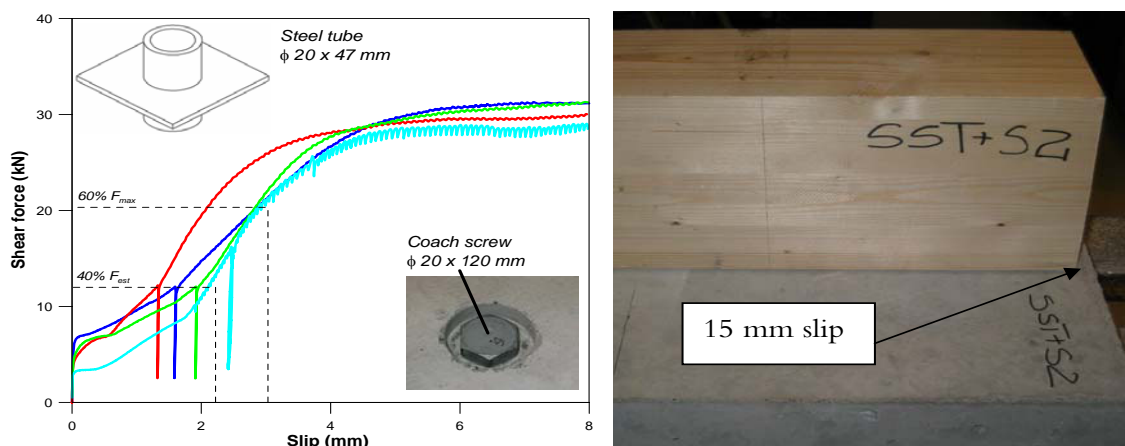 40
30
20
10
0
Shear force (kN)
0
2
4
6
8
Slip (mm)
Steel tube
ϕ 20 x 47 mm
60% Fmax
40% Fest
Coach screw
ϕ 20 x 120 mm
SST+S2
15 mm slip
SST+S2